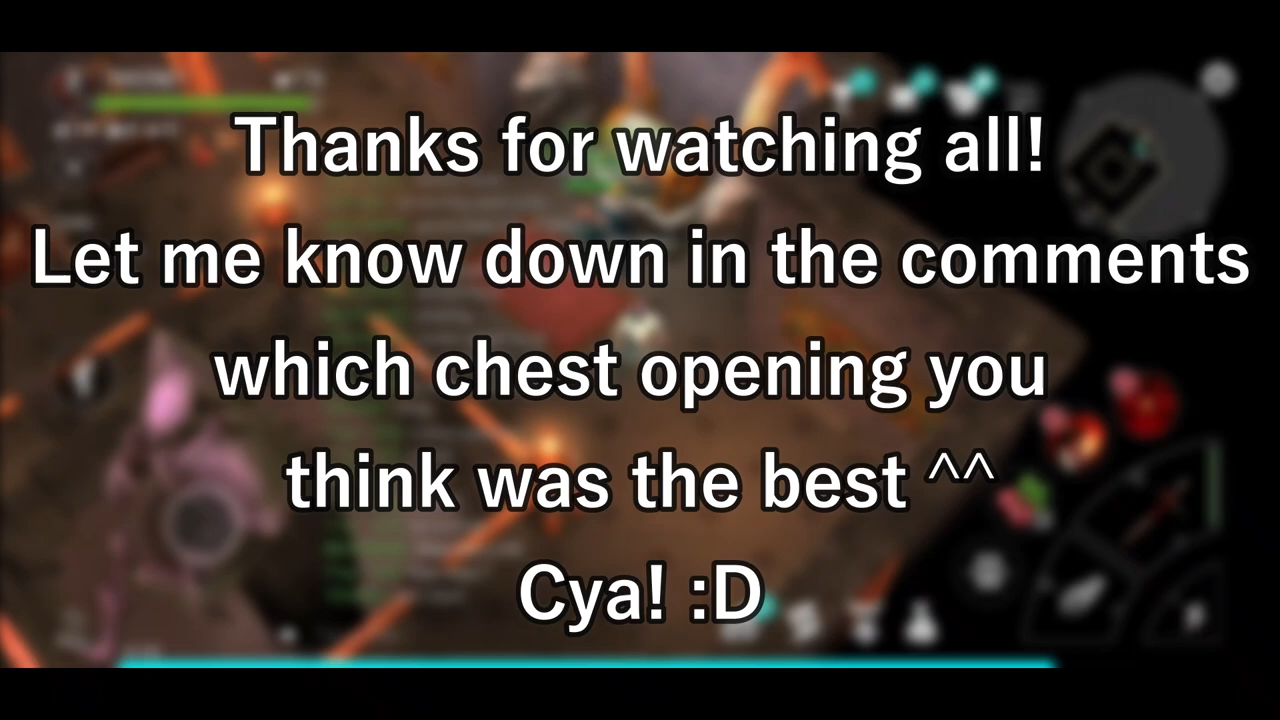 Thanks for watching all!
Let me know down in the comments
which chest opening you
think was the best ^^
Cya! :D